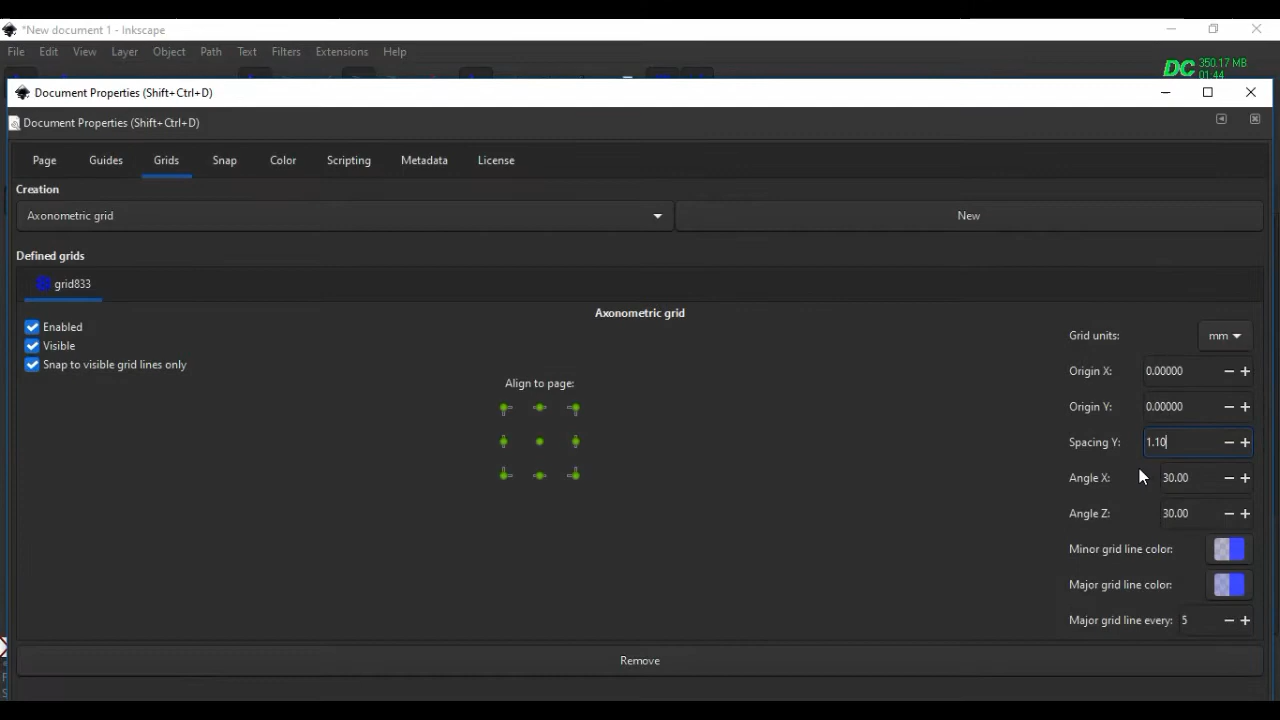 *New document 1 - Inkscape
File Edit View Layer Object Path Text Filters Extensions Help
DC 350.17 MB
01:44
Document Properties (Shift+Ctrl+D)
Document Properties (Shift+Ctrl+D)
Page Guides Grids Snap Color Scripting Metadata License
Creation
Axonometric grid New
Defined grids
grid833
Axonometric grid
Enabled
Visible
Snap to visible grid lines only
Align to page:
Grid units: mm
Origin X: 0.00000
Origin Y: 0.00000
Spacing Y: 1.10
Angle X: 30.00
Angle Z: 30.00
Minor grid line color:
Major grid line color:
Major grid line every: 5
Remove